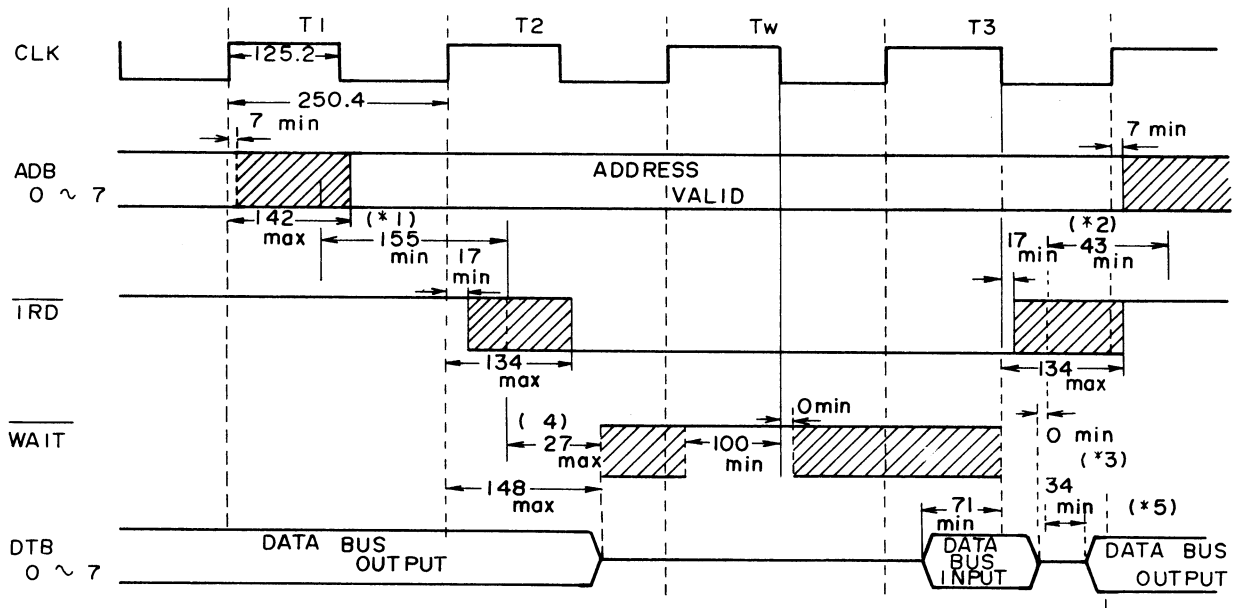 T1 T2 Tw T3
CLK
125.2
250.4
7 min
7 min
ADB
0 ~ 7
ADDRESS
VALID
142
max
(*1)
155
min
17
min
17
min
(*2)
43
min
IRD
134
max
134
max
WAIT
( 4)
27
max
100
min
0min
0 min
(*3)
148
max
71
min
34
min
(*5)
DTB
0 ~ 7
DATA BUS
OUTPUT
DATA
BUS
INPUT
DATA BUS
OUTPUT